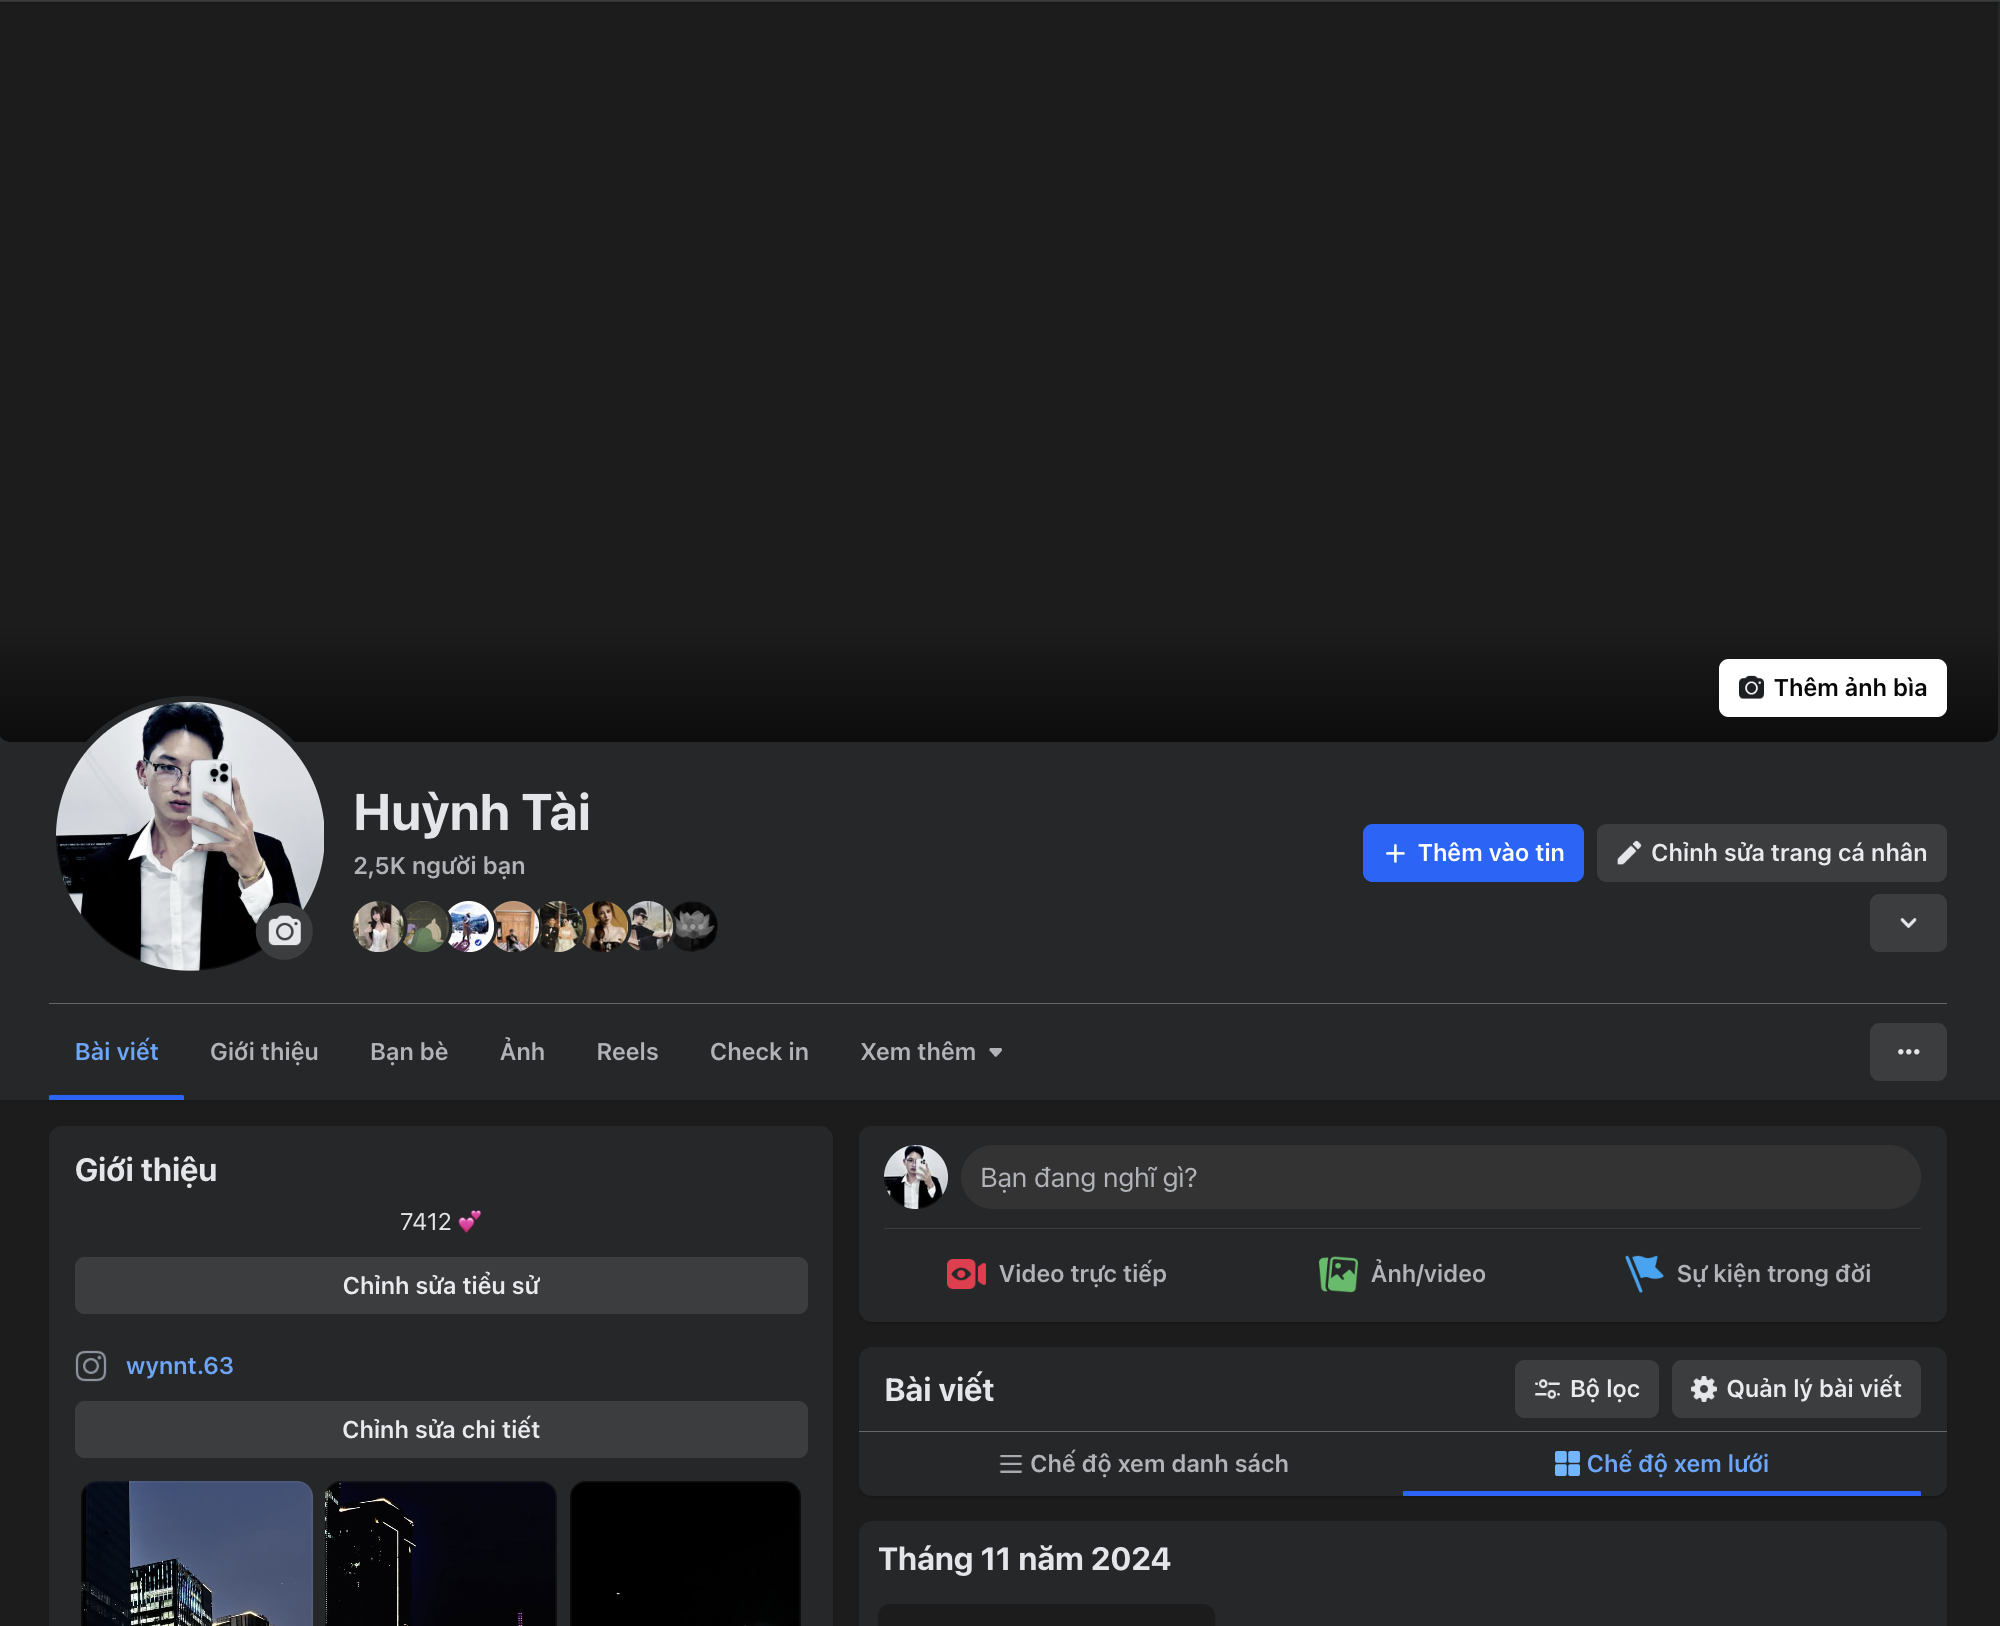 Thêm ảnh bìa
Huỳnh Tài
2,5K người bạn
Thêm vào tin
Chỉnh sửa trang cá nhân
Bài viết
Giới thiệu
Bạn bè
Ảnh
Reels
Check in
Xem thêm
Giới thiệu
7412 💕
Chỉnh sửa tiểu sử
wynnt.63
Chỉnh sửa chi tiết
Bạn đang nghĩ gì?
Video trực tiếp
Ảnh/video
Sự kiện trong đời
Bài viết
Bộ lọc
Quản lý bài viết
Chế độ xem danh sách
Chế độ xem lưới
Tháng 11 năm 2024